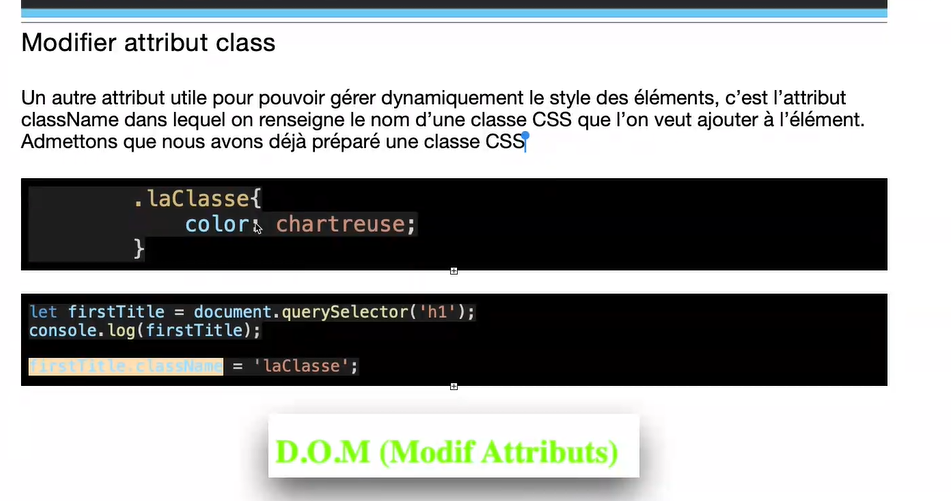 Modifier attribut class
Un autre attribut utile pour pouvoir gérer dynamiquement le style des éléments, c’est l’attribut
className dans lequel on renseigne le nom d’une classe CSS que l’on veut ajouter à l’élément.
Admettons que nous avons déjà préparé une classe CSS
.laClasse{
color: chartreuse;
}
let firstTitle = document.querySelector('h1');
console.log(firstTitle);
firstTitle.className = 'laClasse';
D.O.M (Modif Attributs)